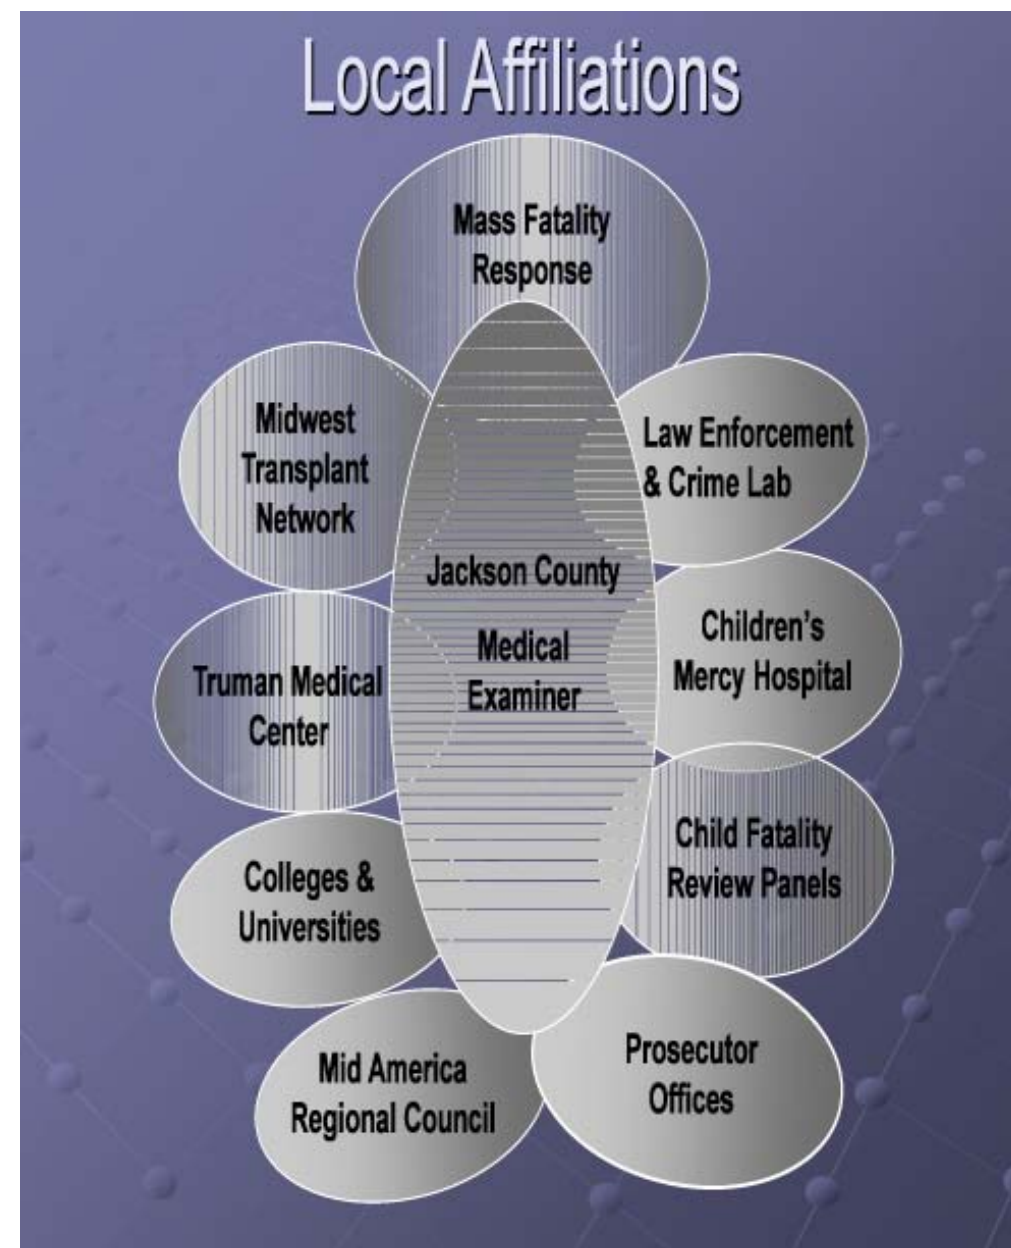 Local Affiliations
Mass Fatality
Response
Midwest
Transplant
Network
Law Enforcement
& Crime Lab
Jackson County
Medical
Examiner
Children's
Mercy Hospital
Truman Medical
Center
Child Fatality
Review Panels
Colleges &
Universities
Prosecutor
Offices
Mid America
Regional Council